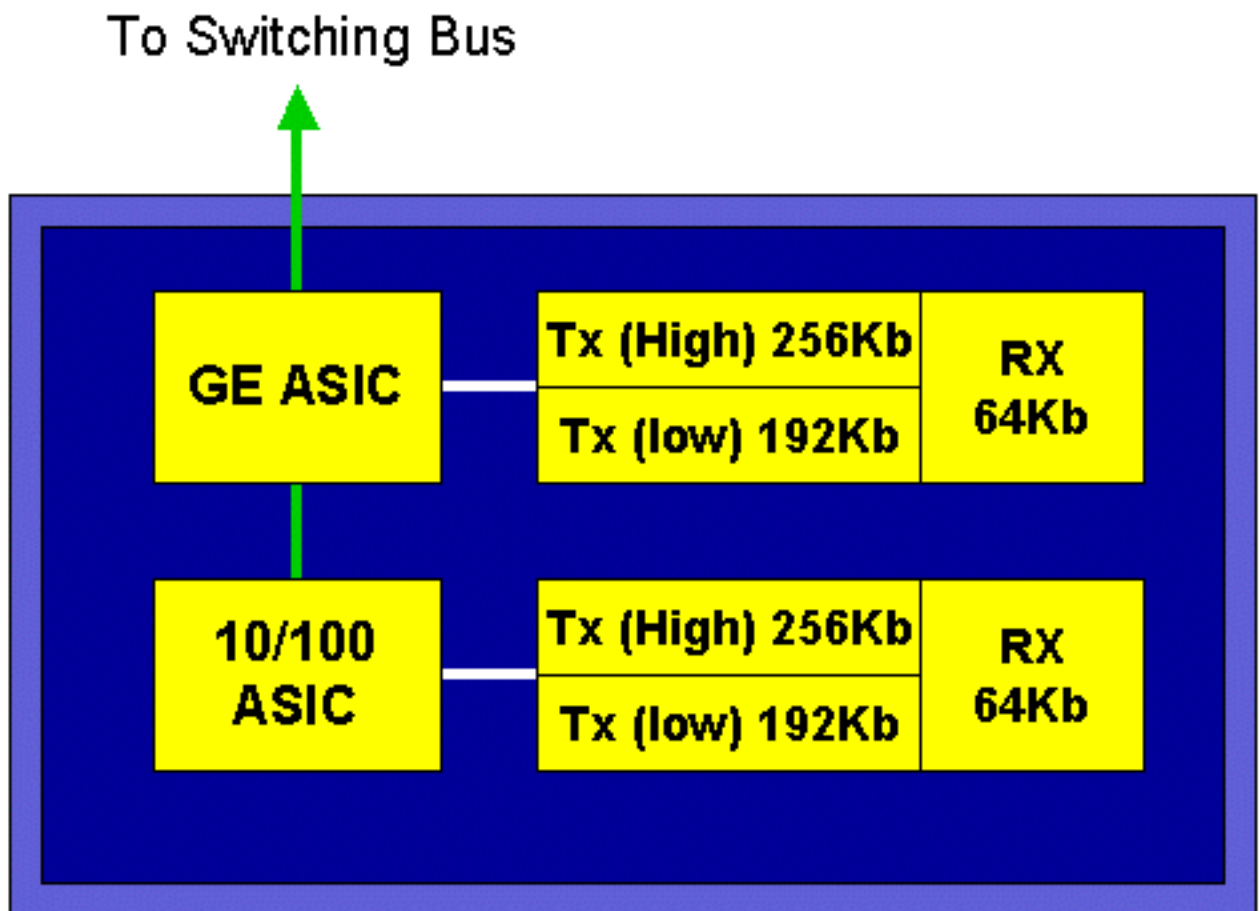 To Switching Bus
GE ASIC
Tx (High) 256Kb
Tx (low) 192Kb
RX
64Kb
10/100
ASIC
Tx (High) 256Kb
Tx (low) 192Kb
RX
64Kb